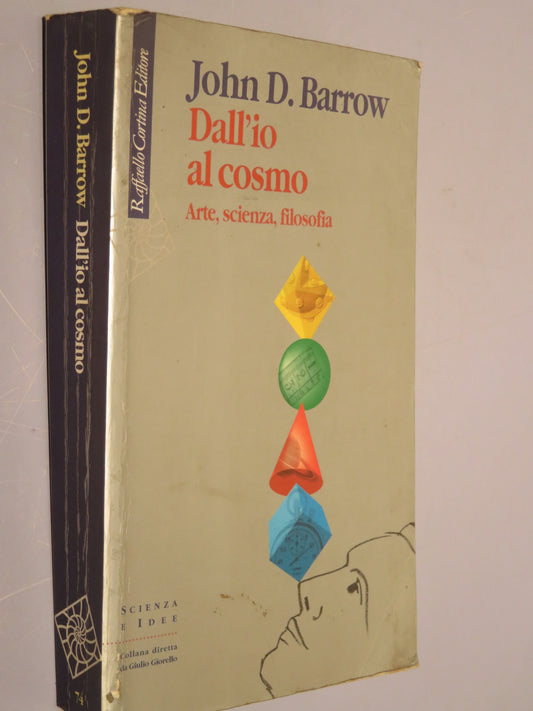 John D. Barrow Dall'io al cosmo
74
Raffaello Cortina Editore
John D. Barrow
Dall'io
al cosmo
Arte, scienza, filosofia
SCIENZA
E IDEE
Collana diretta
da Giulio Giorello